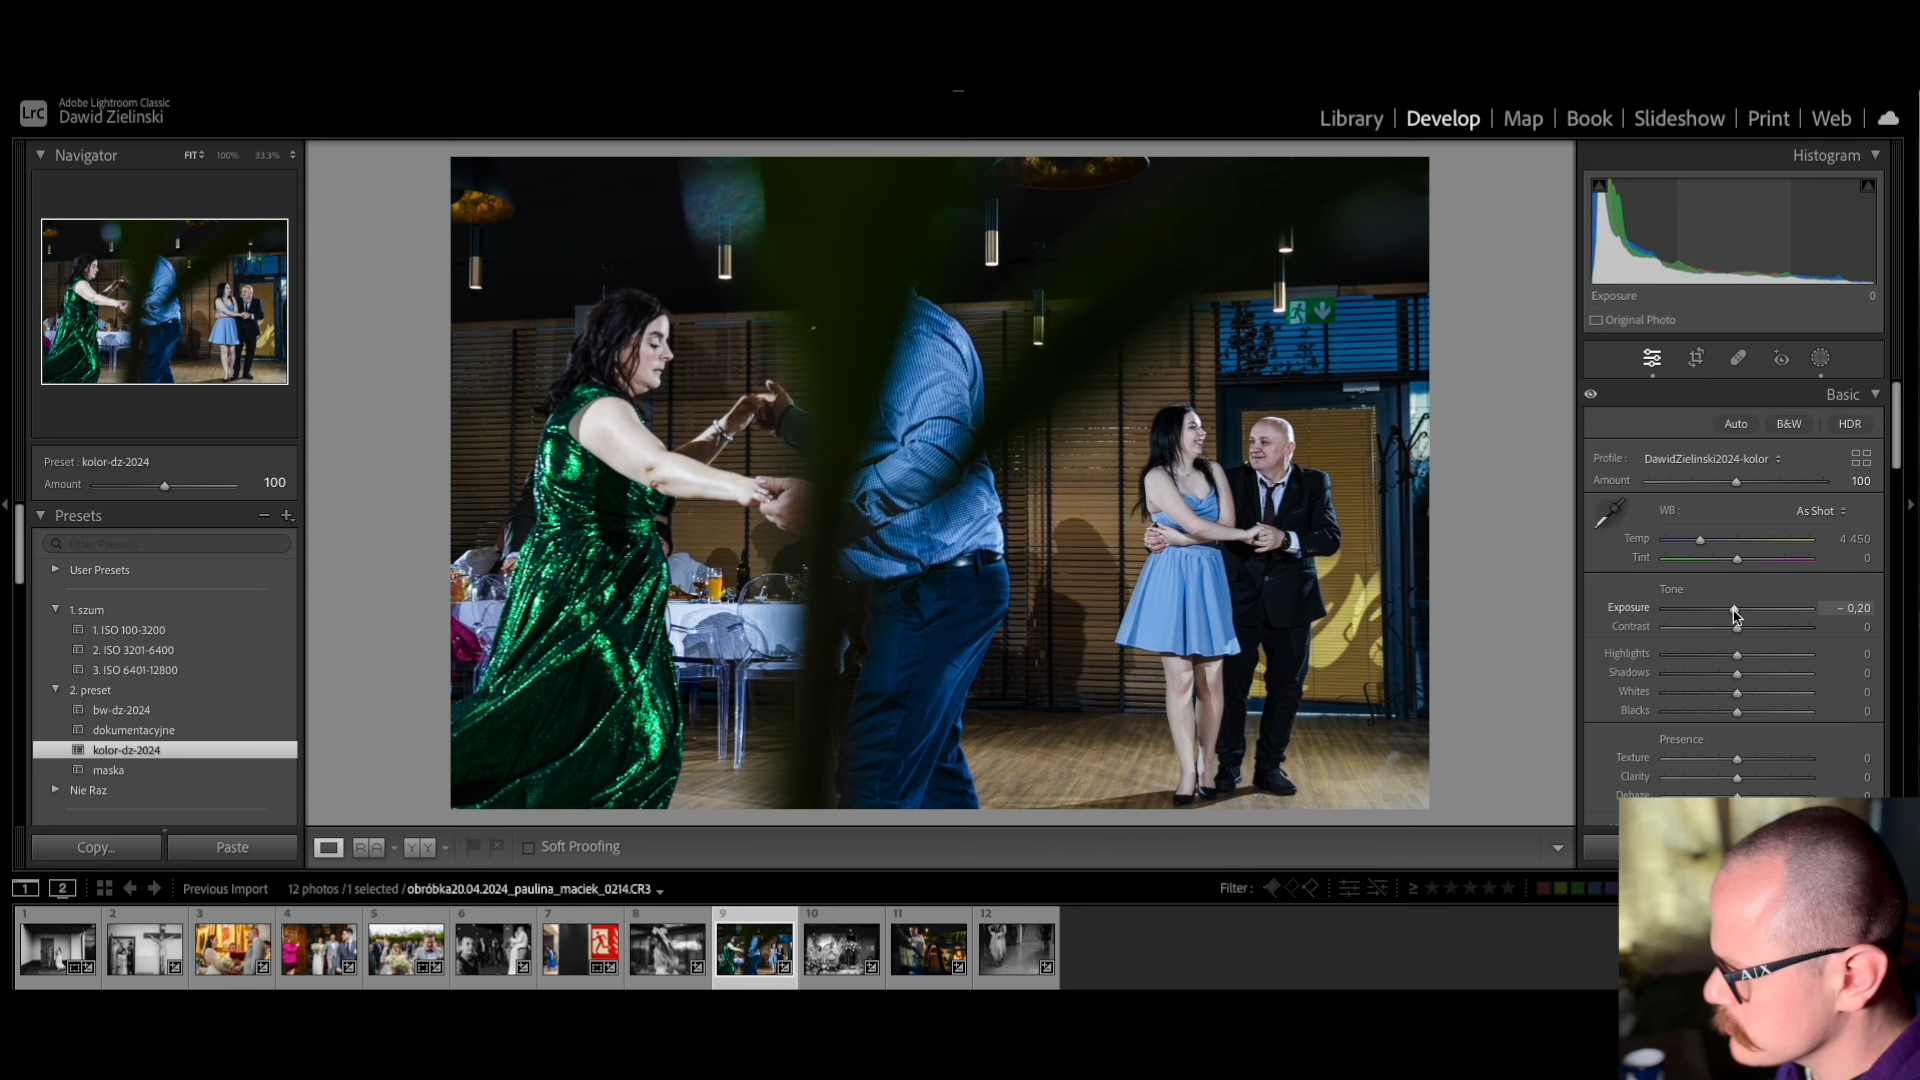 LrC
Adobe Lightroom Classic
Dawid Zielinski
Library | Develop | Map | Book | Slideshow | Print | Web
Navigator FIT 100% 33.3%
Histogram
Exposure 0
Original Photo
Basic
Auto B&W HDR
Profile : DawidZielinski2024-kolor
Amount 100
WB : As Shot
Temp 4 450
Tint 0
Tone
Exposure – 0,20
Contrast 0
Highlights 0
Shadows 0
Whites 0
Blacks 0
Presence
Texture 0
Clarity 0
Dehaze
Preset : kolor-dz-2024
Amount 100
Presets
Filter Presets
User Presets
1. szum
1. ISO 100-3200
2. ISO 3201-6400
3. ISO 6401-12800
2. preset
bw-dz-2024
dokumentacyjne
kolor-dz-2024
maska
Nie Raz
Copy... Paste
R A Y Y Soft Proofing
1 2 Previous Import 12 photos / 1 selected / obróbka20.04.2024_paulina_maciek_0214.CR3 Filter : ≥
1 2 3 4 5 6 7 8 9 10 11 12
A|X